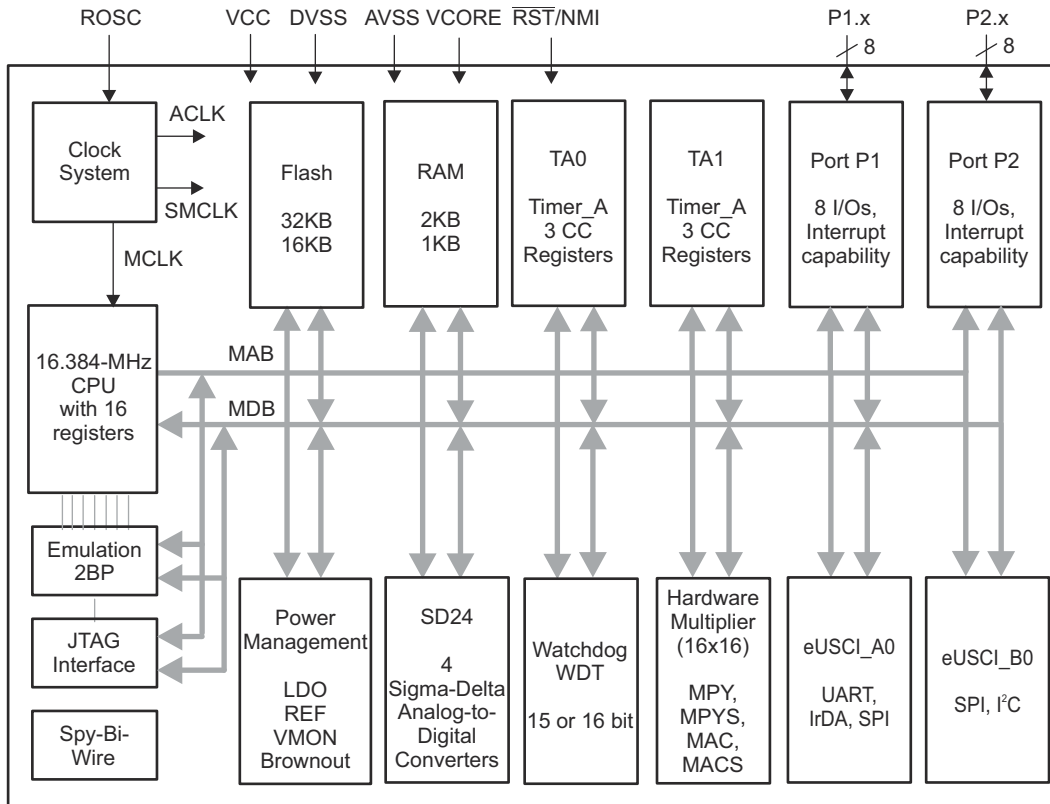 ROSC
VCC
DVSS
AVSS
VCORE
RST/NMI
P1.x
P2.x
8
8
Clock
System
ACLK
SMCLK
MCLK
Flash
32KB
16KB
RAM
2KB
1KB
TA0
Timer_A
3 CC
Registers
TA1
Timer_A
3 CC
Registers
Port P1
8 I/Os,
Interrupt
capability
Port P2
8 I/Os,
Interrupt
capability
16.384-MHz
CPU
with 16
registers
MAB
MDB
Emulation
2BP
JTAG
Interface
Spy-Bi-
Wire
Power
Management
LDO
REF
VMON
Brownout
SD24
4
Sigma-Delta
Analog-to-
Digital
Converters
Watchdog
WDT
15 or 16 bit
Hardware
Multiplier
(16x16)
MPY,
MPYS,
MAC,
MACS
eUSCI_A0
UART,
IrDA, SPI
eUSCI_B0
SPI, I²C